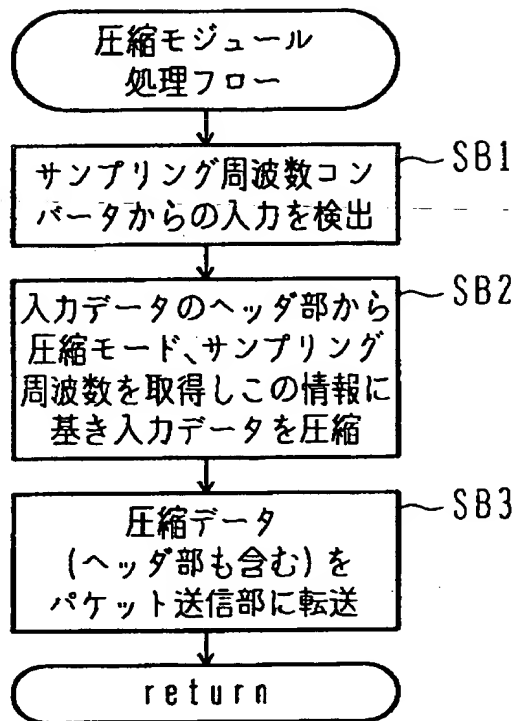 圧縮モジュール
処理フロー
サンプリング周波数コン
バータからの入力を検出
SB1
入力データのヘッダ部から
圧縮モード、サンプリング
周波数を取得しこの情報に
基き入力データを圧縮
SB2
圧縮データ
(ヘッダ部も含む)を
パケット送信部に転送
SB3
return